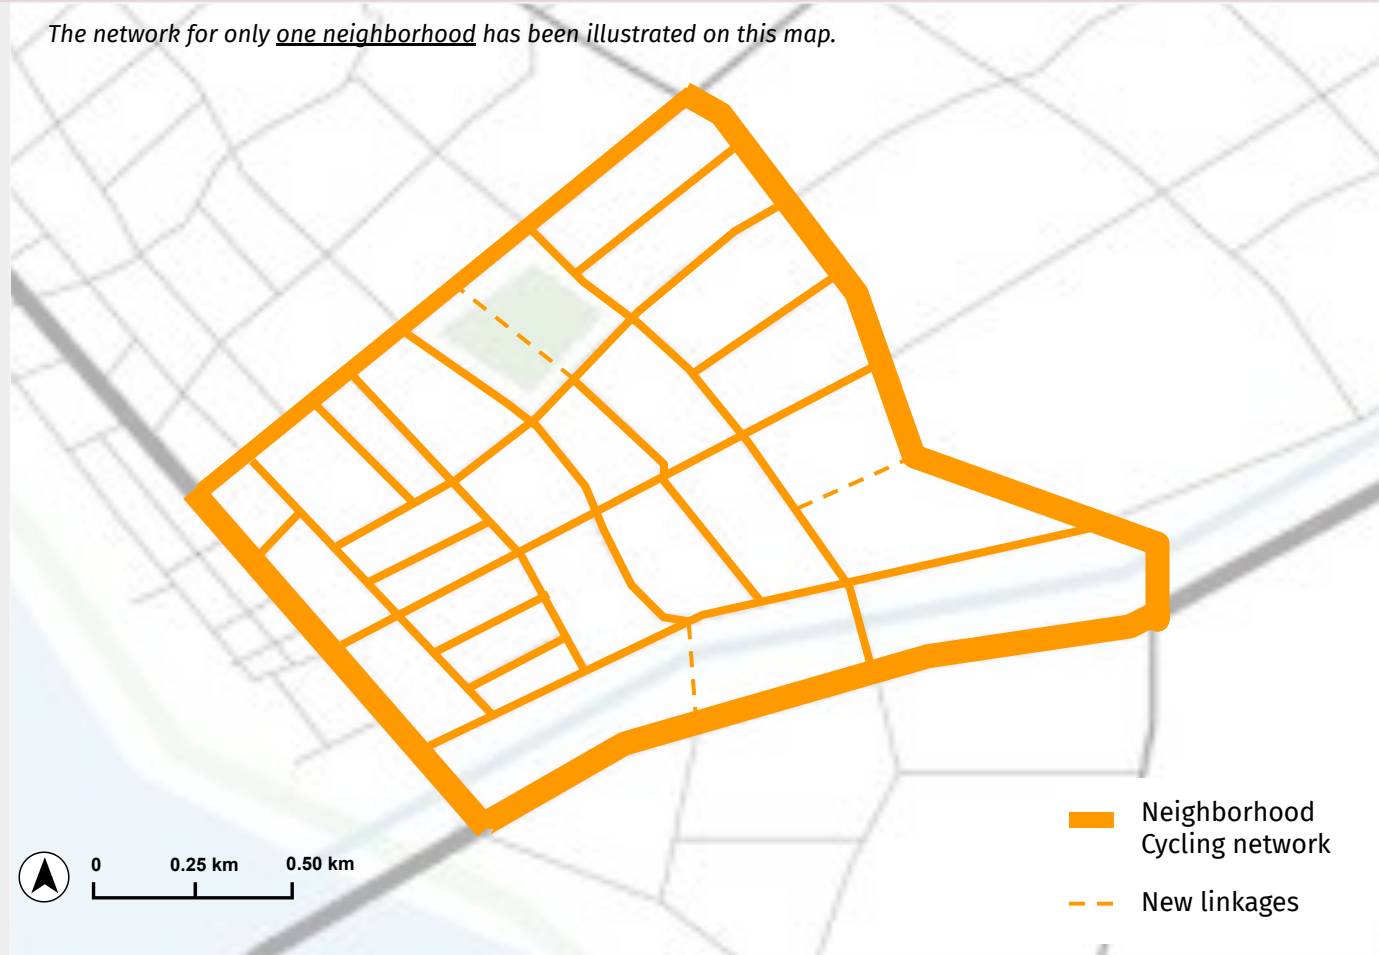 The network for only one neighborhood has been illustrated on this map.
0 0.25 km 0.50 km
Neighborhood
Cycling network
New linkages